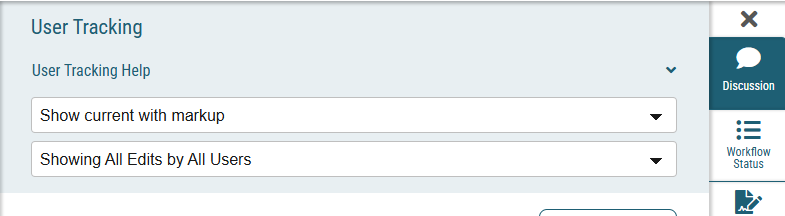 User Tracking
User Tracking Help
Show current with markup
Showing All Edits by All Users
Discussion
Workflow
Status